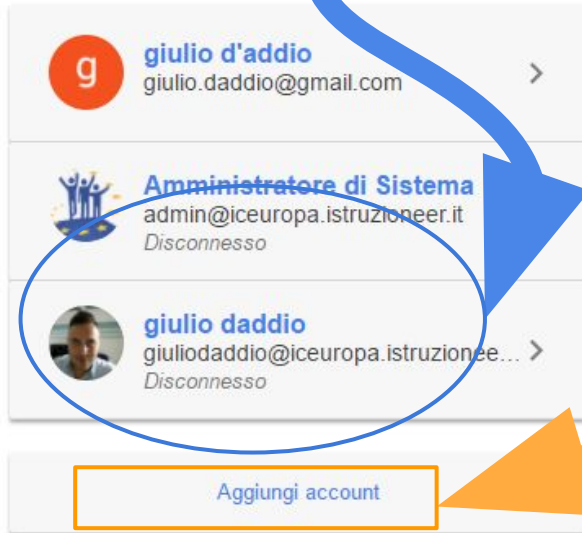 g
giulio d'addio
giulio.daddio@gmail.com
Amministratore di Sistema
admin@iceuropa.istruzioneer.it
Disconnesso
giulio daddio
giuliodaddio@iceuropa.istruzionee...
Disconnesso
Aggiungi account